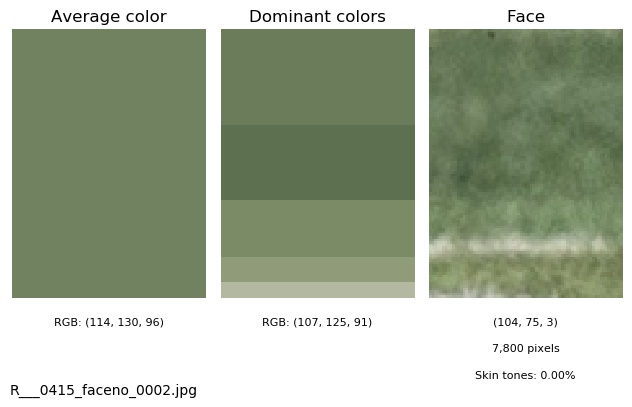 Average color
Dominant colors
Face
RGB: (114, 130, 96)
RGB: (107, 125, 91)
(104, 75, 3)
7,800 pixels
Skin tones: 0.00%
R___0415_faceno_0002.jpg